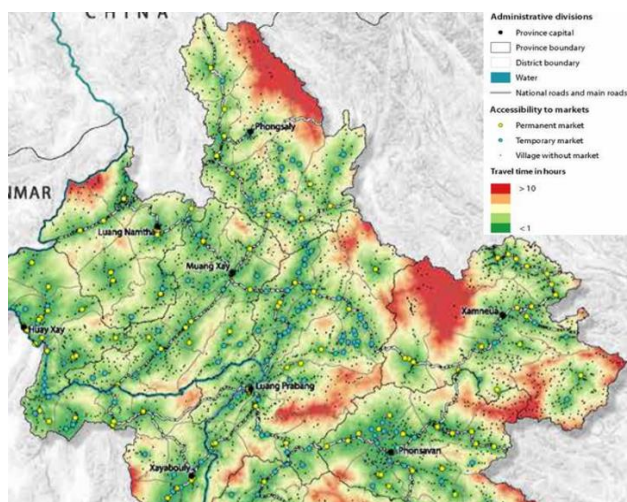 CHINA
NMAR
Phongsaly
Luang Namtha
Muang Xay
Huay Xay
Xamneua
Luang Prabang
Phonsavan
Xayabouly
Administrative divisions
Province capital
Province boundary
District boundary
Water
National roads and main roads
Accessibility to markets
Permanent market
Temporary market
Village without market
Travel time in hours
> 10
< 1